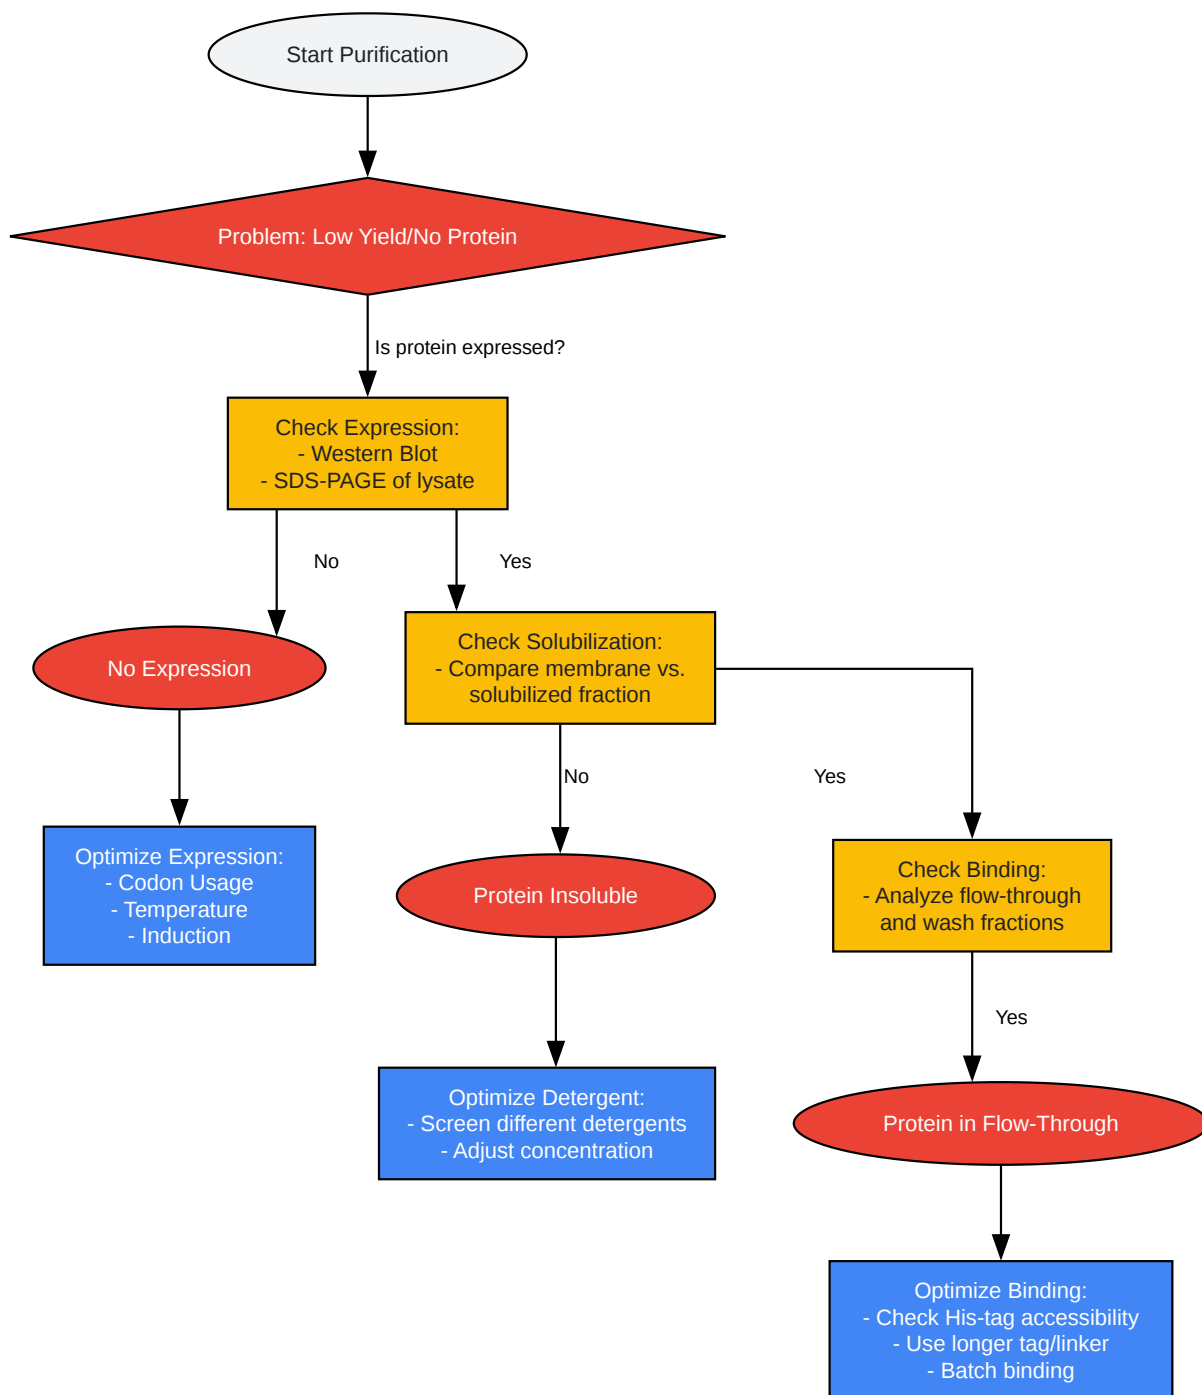 Start Purification
Problem: Low Yield/No Protein
Is protein expressed?
Check Expression:
- Western Blot
- SDS-PAGE of lysate
No
Yes
No Expression
Check Solubilization:
- Compare membrane vs.
solubilized fraction
No
Yes
Optimize Expression:
- Codon Usage
- Temperature
- Induction
Protein Insoluble
Check Binding:
- Analyze flow-through
and wash fractions
Yes
Optimize Detergent:
- Screen different detergents
- Adjust concentration
Protein in Flow-Through
Optimize Binding:
- Check His-tag accessibility
- Use longer tag/linker
- Batch binding